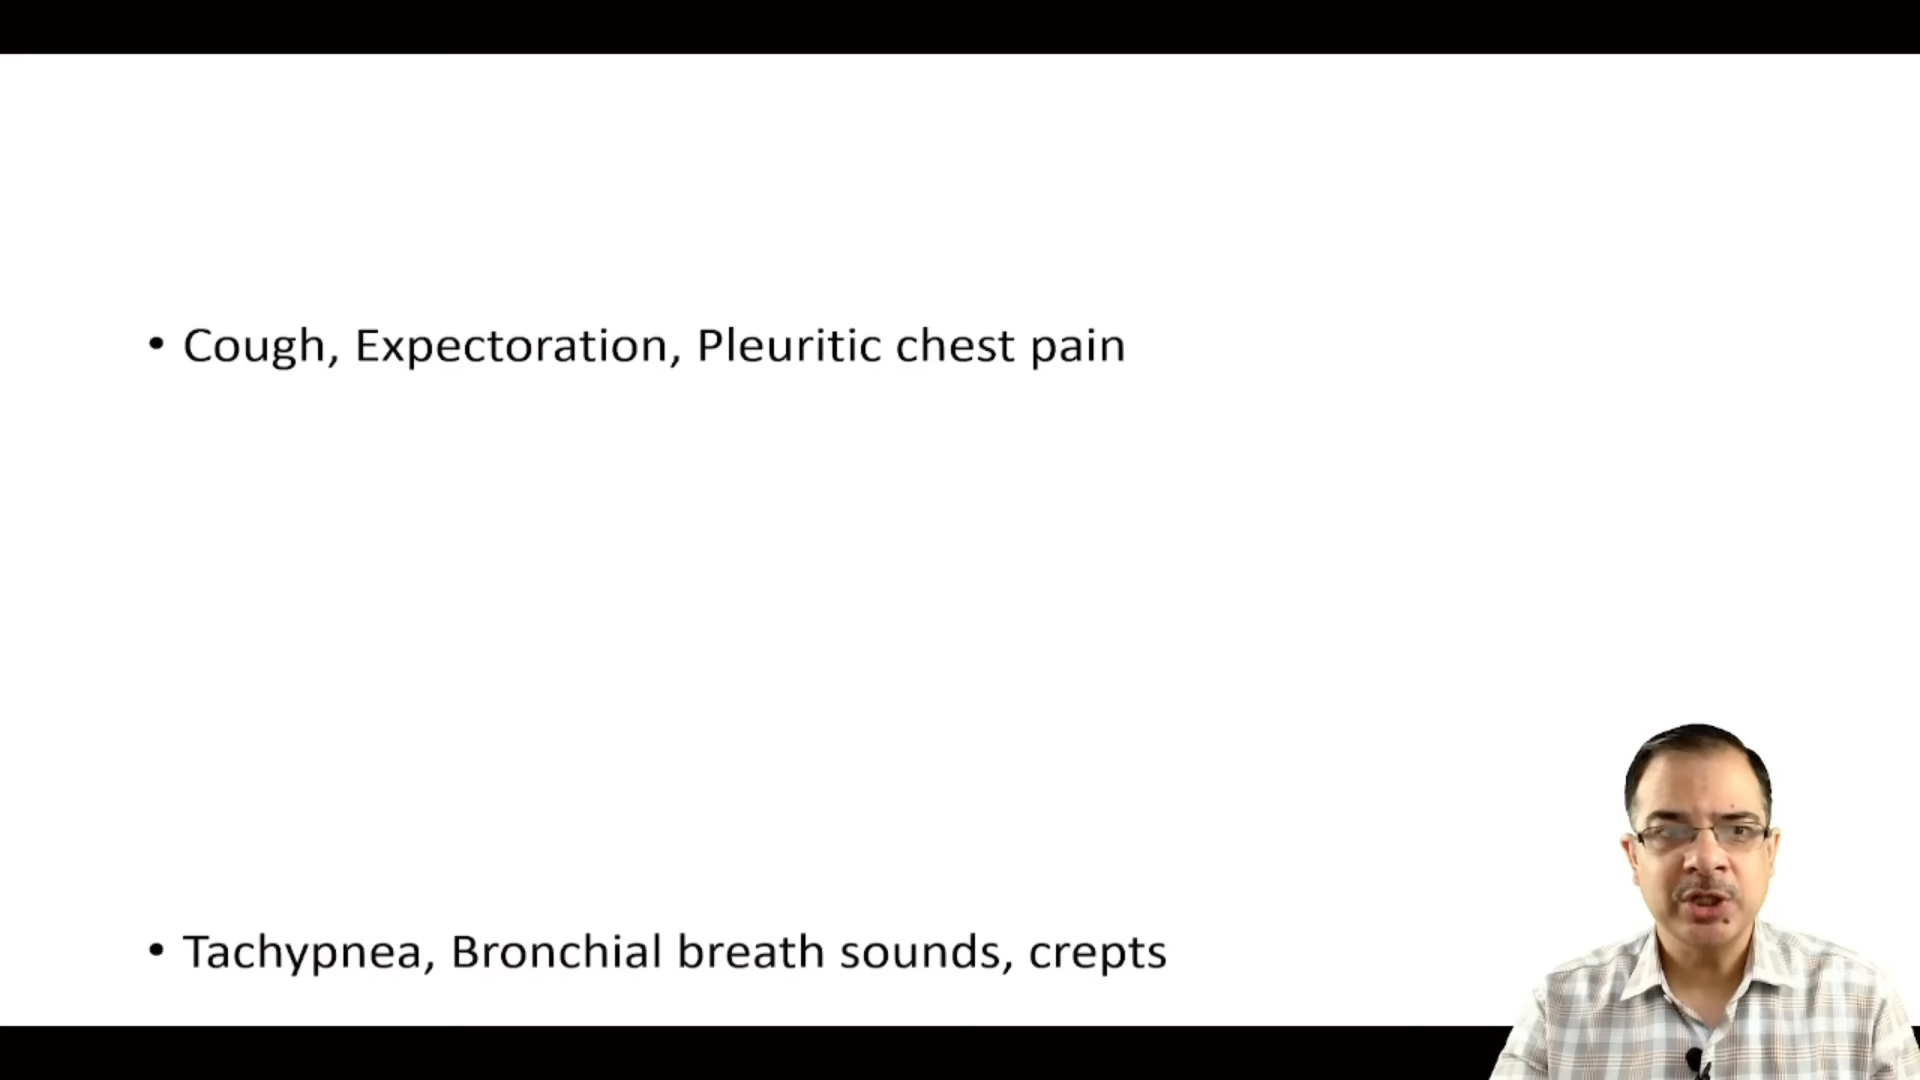 • Cough, Expectoration, Pleuritic chest pain
• Tachypnea, Bronchial breath sounds, crepts